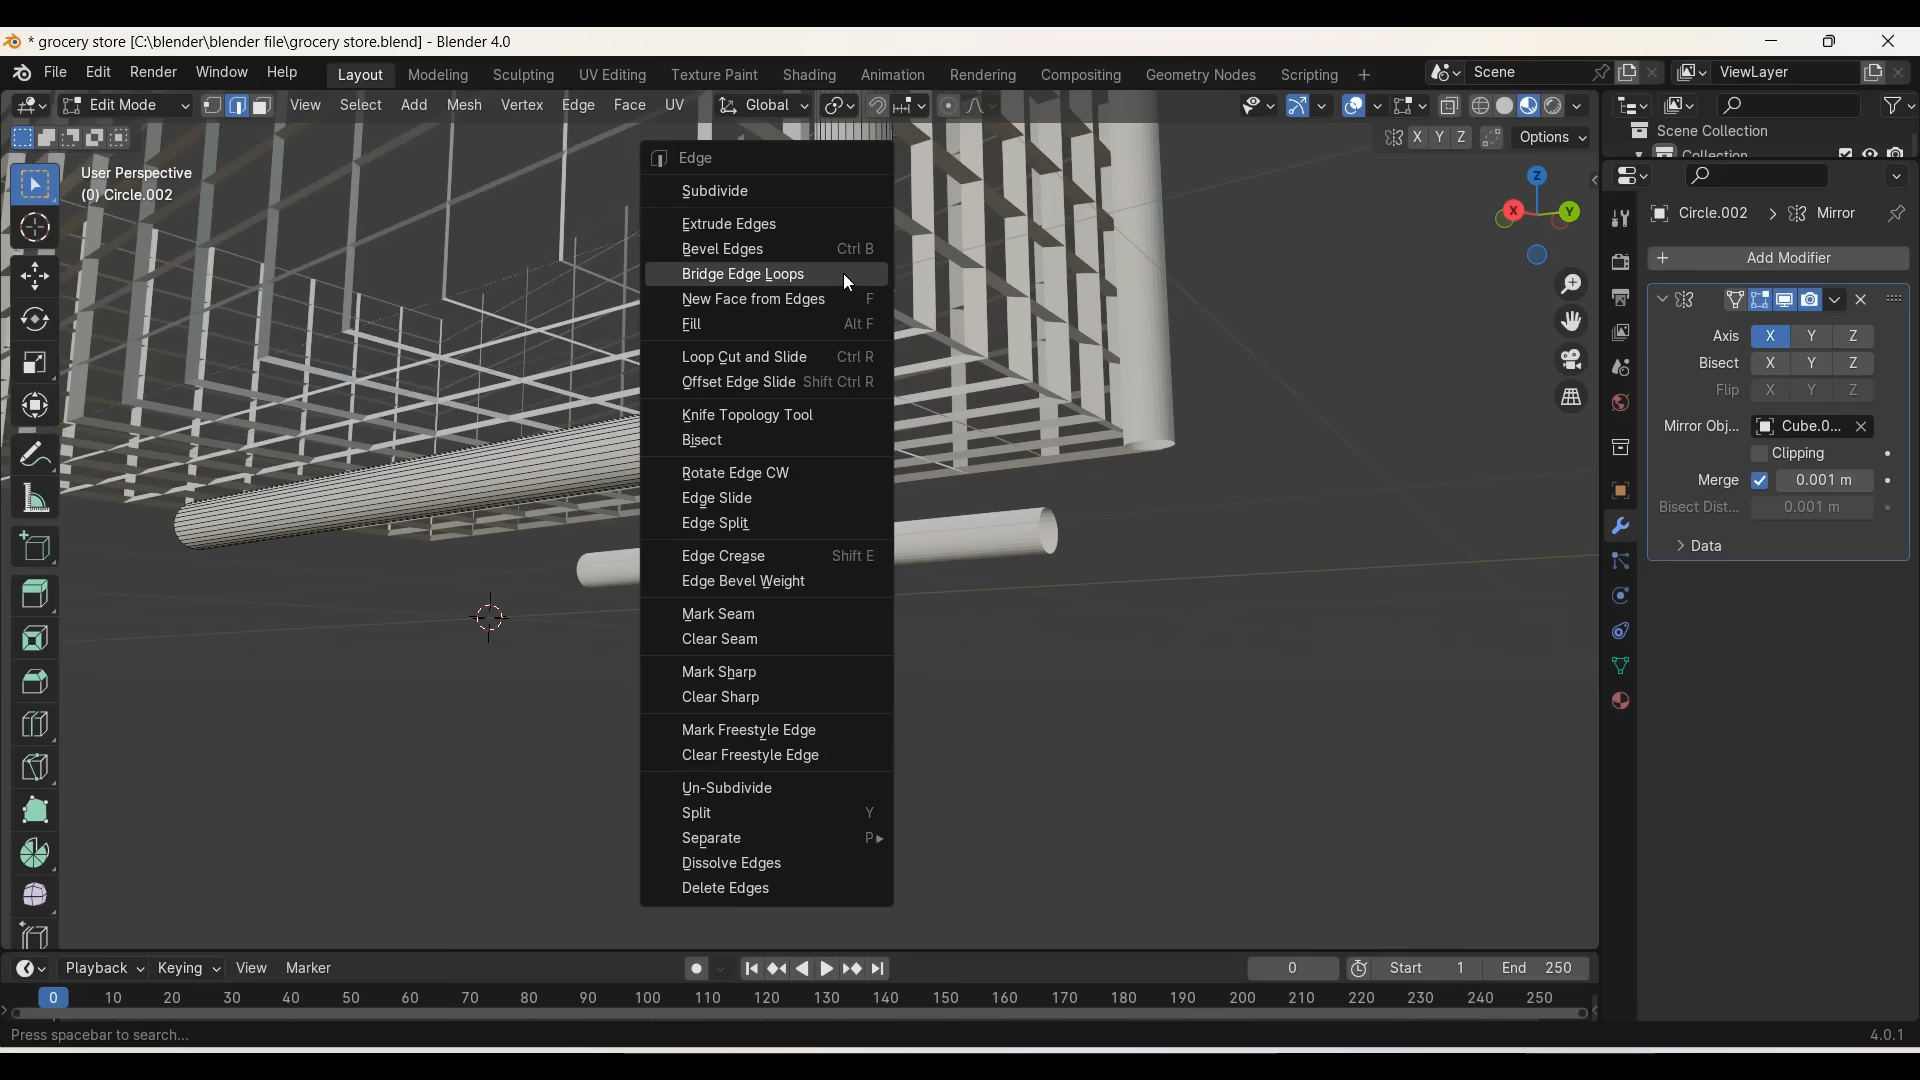 * grocery store [C:\blender\blender file\grocery store.blend] - Blender 4.0
File Edit Render Window Help Layout Modeling Sculpting UV Editing Texture Paint Shading Animation Rendering Compositing Geometry Nodes Scripting + Scene ViewLayer
Edit Mode View Select Add Mesh Vertex Edge Face UV Global
X Y Z Options
Scene Collection
Collection
User Perspective
(0) Circle.002
Z
X Y
Edge
Subdivide
Extrude Edges
Bevel Edges Ctrl B
Bridge Edge Loops
New Face from Edges F
Fill Alt F
Loop Cut and Slide Ctrl R
Offset Edge Slide Shift Ctrl R
Knife Topology Tool
Bisect
Rotate Edge CW
Edge Slide
Edge Split
Edge Crease Shift E
Edge Bevel Weight
Mark Seam
Clear Seam
Mark Sharp
Clear Sharp
Mark Freestyle Edge
Clear Freestyle Edge
Un-Subdivide
Split Y
Separate P
Dissolve Edges
Delete Edges
Circle.002 Mirror
+ Add Modifier
Axis X Y Z
Bisect X Y Z
Flip X Y Z
Mirror Obj... Cube.0...
Clipping
Merge 0.001 m
Bisect Dist... 0.001 m
Data
Playback Keying View Marker 0 Start 1 End 250
0 10 20 30 40 50 60 70 80 90 100 110 120 130 140 150 160 170 180 190 200 210 220 230 240 250
Press spacebar to search... 4.0.1